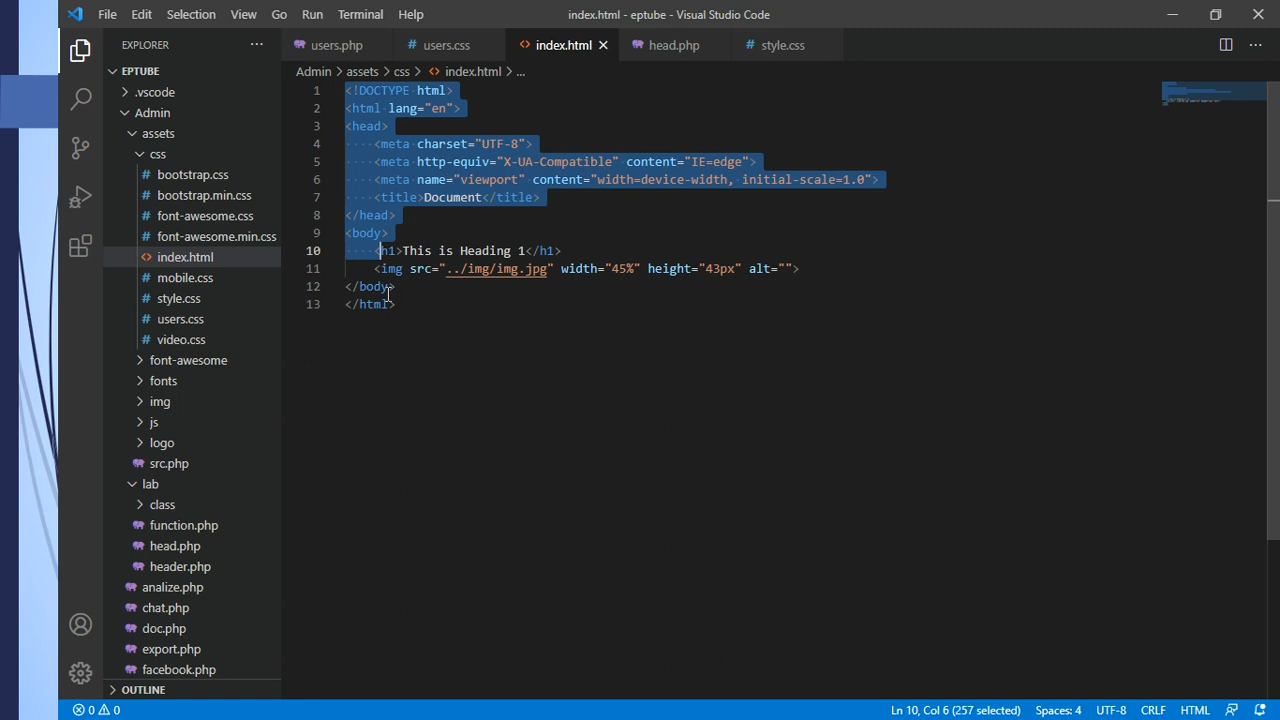 File Edit Selection View Go Run Terminal Help index.html - eptube - Visual Studio Code
EXPLORER
users.php
users.css
index.html
head.php
style.css
EPTUBE
Admin > assets > css > index.html > ...
.vscode
Admin
assets
css
bootstrap.css
bootstrap.min.css
font-awesome.css
font-awesome.min.css
index.html
mobile.css
style.css
users.css
video.css
font-awesome
fonts
img
js
logo
src.php
lab
class
function.php
head.php
header.php
analize.php
chat.php
doc.php
export.php
facebook.php
OUTLINE
1 <!DOCTYPE html>
2 <html lang="en">
3 <head>
4 <meta charset="UTF-8">
5 <meta http-equiv="X-UA-Compatible" content="IE=edge">
6 <meta name="viewport" content="width=device-width, initial-scale=1.0">
7 <title>Document</title>
8 </head>
9 <body>
10 <h1>This is Heading 1</h1>
11 <img src="../img/img.jpg" width="45%" height="43px" alt="">
12 </body>
13 </html>
0 0 Ln 10, Col 6 (257 selected) Spaces: 4 UTF-8 CRLF HTML